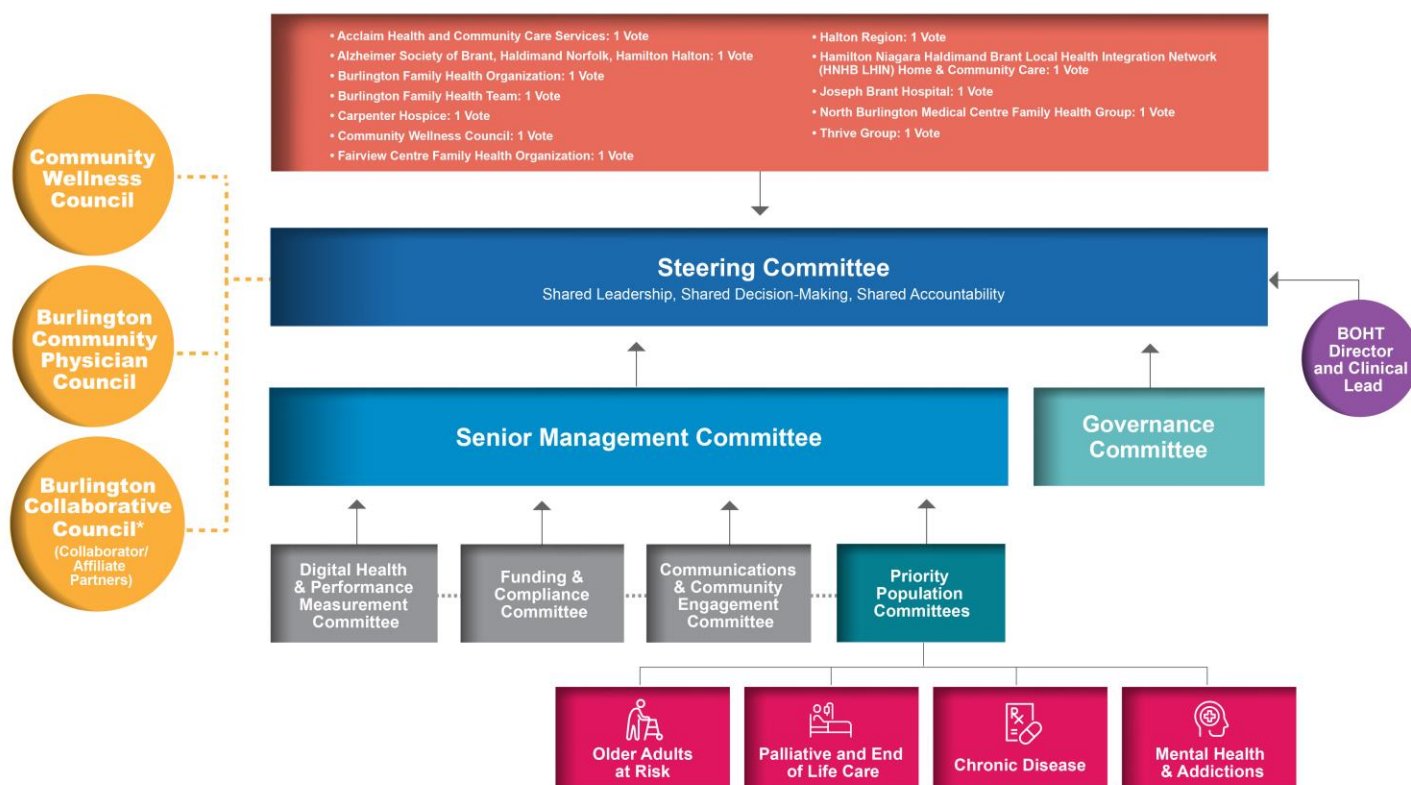 • Acclaim Health and Community Care Services: 1 Vote
• Alzheimer Society of Brant, Haldimand Norfolk, Hamilton Halton: 1 Vote
• Burlington Family Health Organization: 1 Vote
• Burlington Family Health Team: 1 Vote
• Carpenter Hospice: 1 Vote
• Community Wellness Council: 1 Vote
• Fairview Centre Family Health Organization: 1 Vote
• Halton Region: 1 Vote
• Hamilton Niagara Haldimand Brant Local Health Integration Network
(HNHB LHIN) Home & Community Care: 1 Vote
• Joseph Brant Hospital: 1 Vote
• North Burlington Medical Centre Family Health Group: 1 Vote
• Thrive Group: 1 Vote
Community
Wellness
Council
Burlington
Community
Physician
Council
Burlington
Collaborative
Council*
(Collaborator/
Affiliate
Partners)
Steering Committee
Shared Leadership, Shared Decision-Making, Shared Accountability
BOHT
Director
and Clinical
Lead
Senior Management Committee
Governance
Committee
Digital Health
& Performance
Measurement
Committee
Funding &
Compliance
Committee
Communications
& Community
Engagement
Committee
Priority
Population
Committees
Older Adults
at Risk
Palliative and End
of Life Care
Rx
Chronic Disease
Mental Health
& Addictions